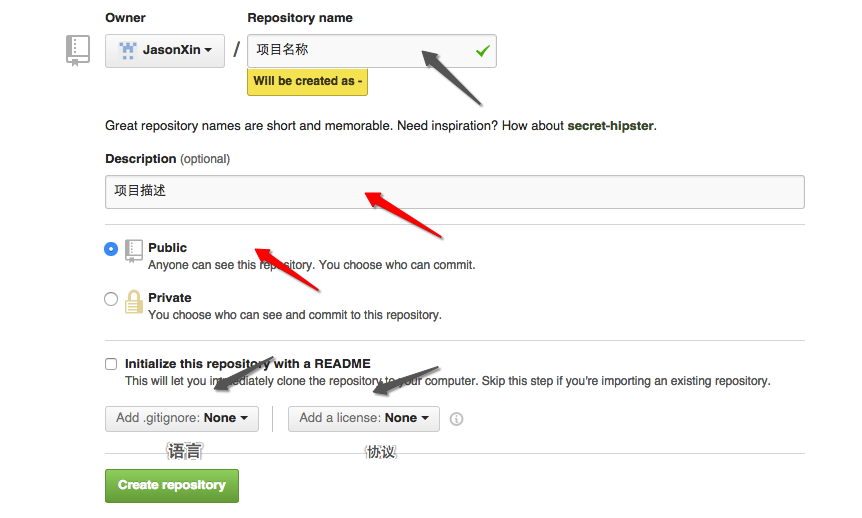 Owner Repository name
JasonXin / 项目名称
Will be created as -
Great repository names are short and memorable. Need inspiration? How about secret-hipster.
Description (optional)
项目描述
Public
Anyone can see this repository. You choose who can commit.
Private
You choose who can see and commit to this repository.
Initialize this repository with a README
This will let you immediately clone the repository to your computer. Skip this step if you're importing an existing repository.
Add .gitignore: None Add a license: None
语言 协议
Create repository